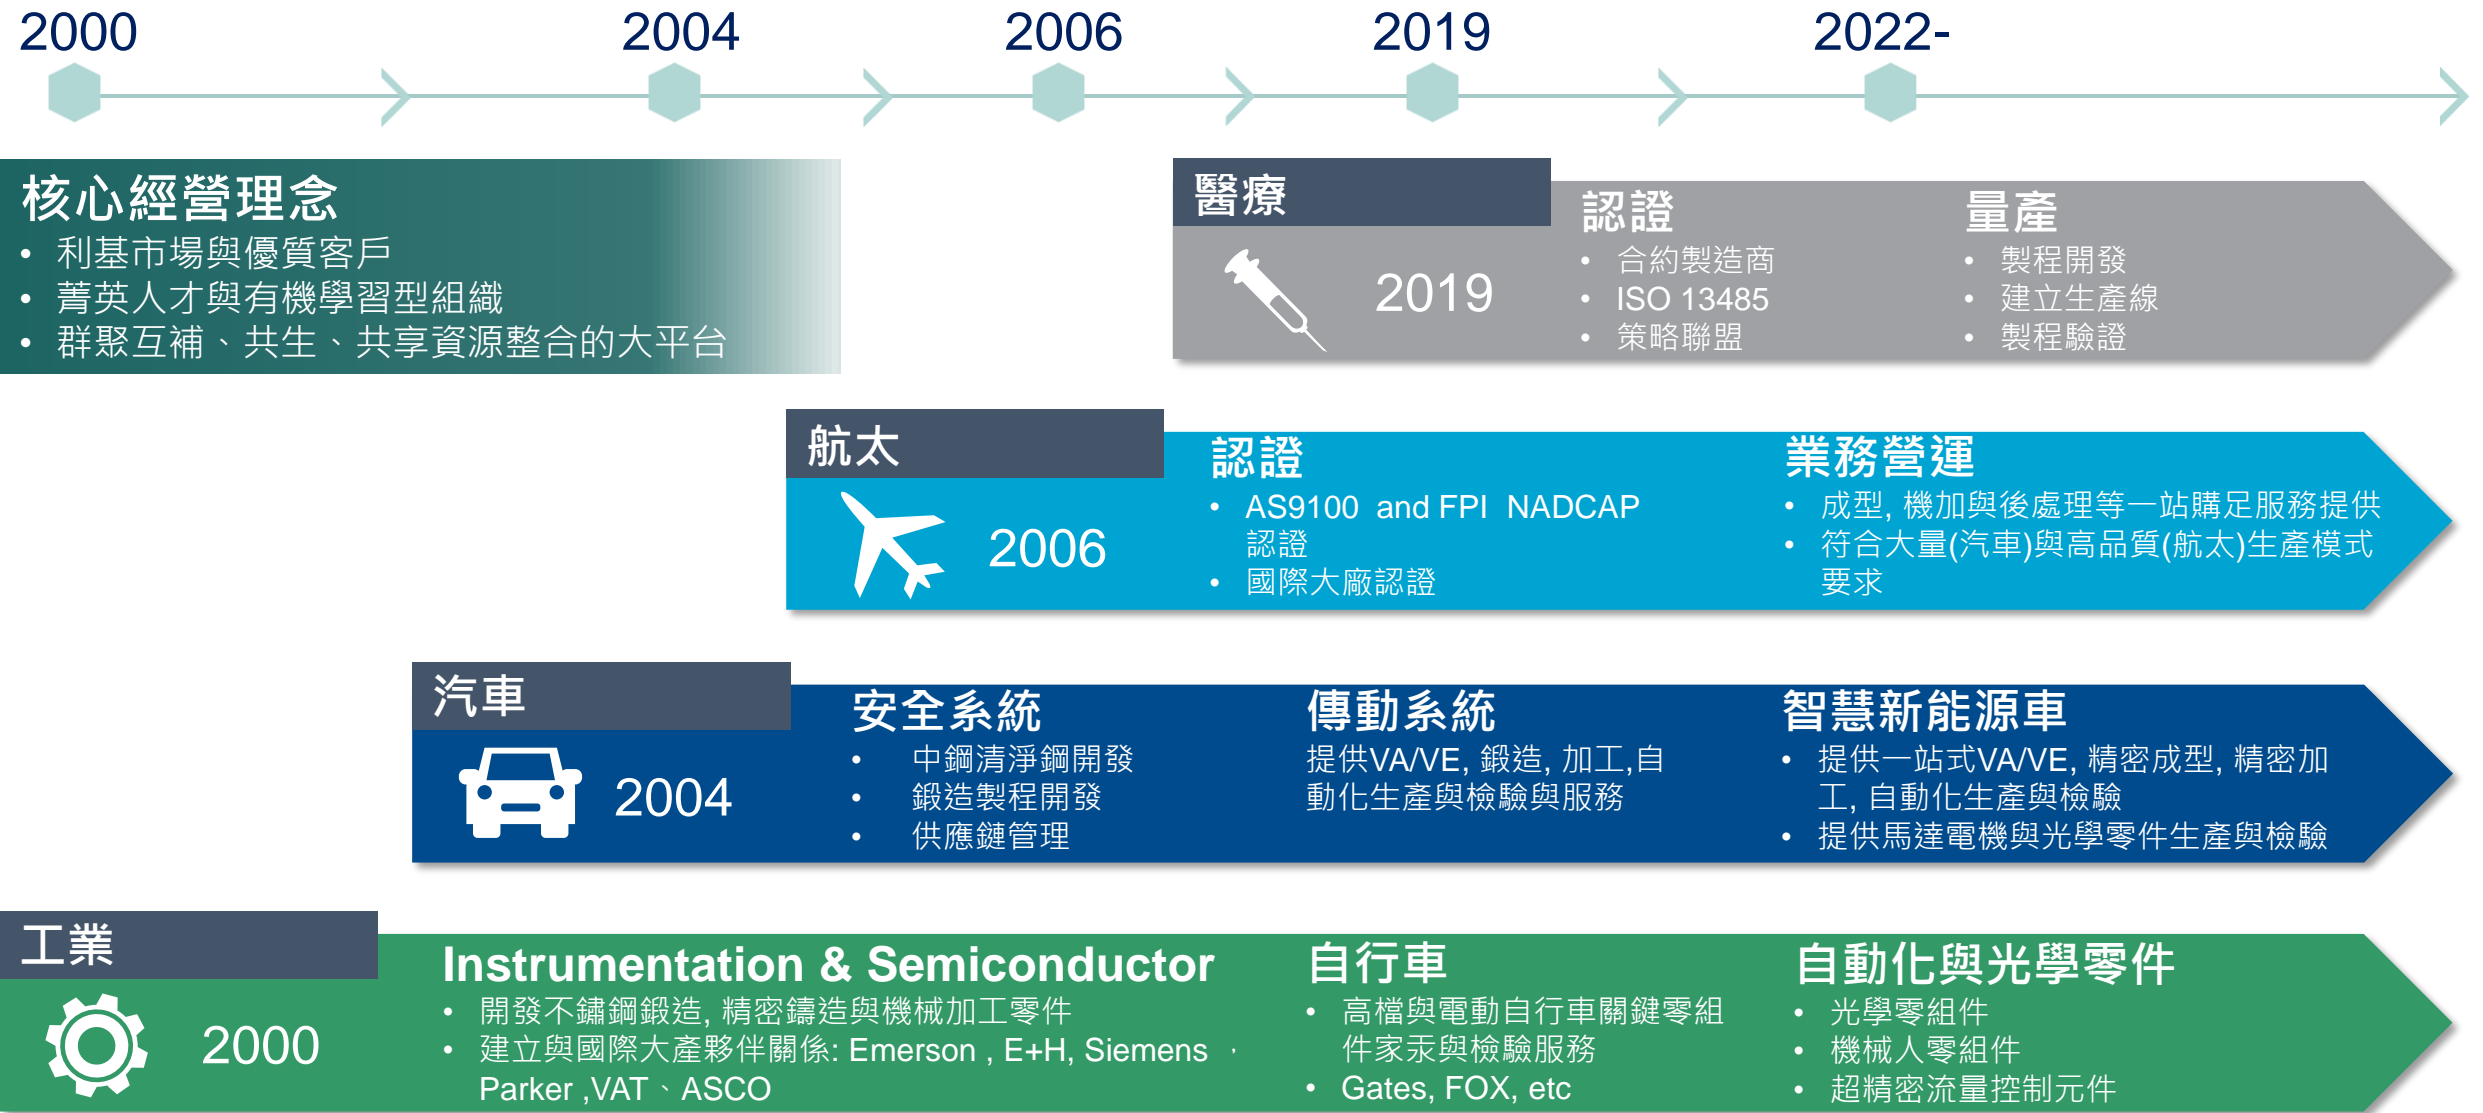 2000
2004
2006
2019
2022-
核心經營理念
• 利基市場與優質客戶
• 菁英人才與有機學習型組織
• 群聚互補、共生、共享資源整合的大平台
醫療
2019
認證
• 合約製造商
• ISO 13485
• 策略聯盟
量產
• 製程開發
• 建立生產線
• 製程驗證
航太
2006
認證
• AS9100 and FPI NADCAP
認證
• 國際大廠認證
業務營運
• 成型, 機加與後處理等一站購足服務提供
• 符合大量(汽車)與高品質(航太)生產模式
要求
汽車
2004
安全系統
• 中鋼清淨鋼開發
• 鍛造製程開發
• 供應鏈管理
傳動系統
提供VA/VE, 鍛造, 加工,自
動化生產與檢驗與服務
智慧新能源車
• 提供一站式VA/VE, 精密成型, 精密加
工, 自動化生產與檢驗
• 提供馬達電機與光學零件生產與檢驗
工業
2000
Instrumentation & Semiconductor
• 開發不鏽鋼鍛造, 精密鑄造與機械加工零件
• 建立與國際大產夥伴關係: Emerson , E+H, Siemens ，
Parker ,VAT、ASCO
自行車
• 高檔與電動自行車關鍵零組
件家汞與檢驗服務
• Gates, FOX, etc
自動化與光學零件
• 光學零組件
• 機械人零組件
• 超精密流量控制元件